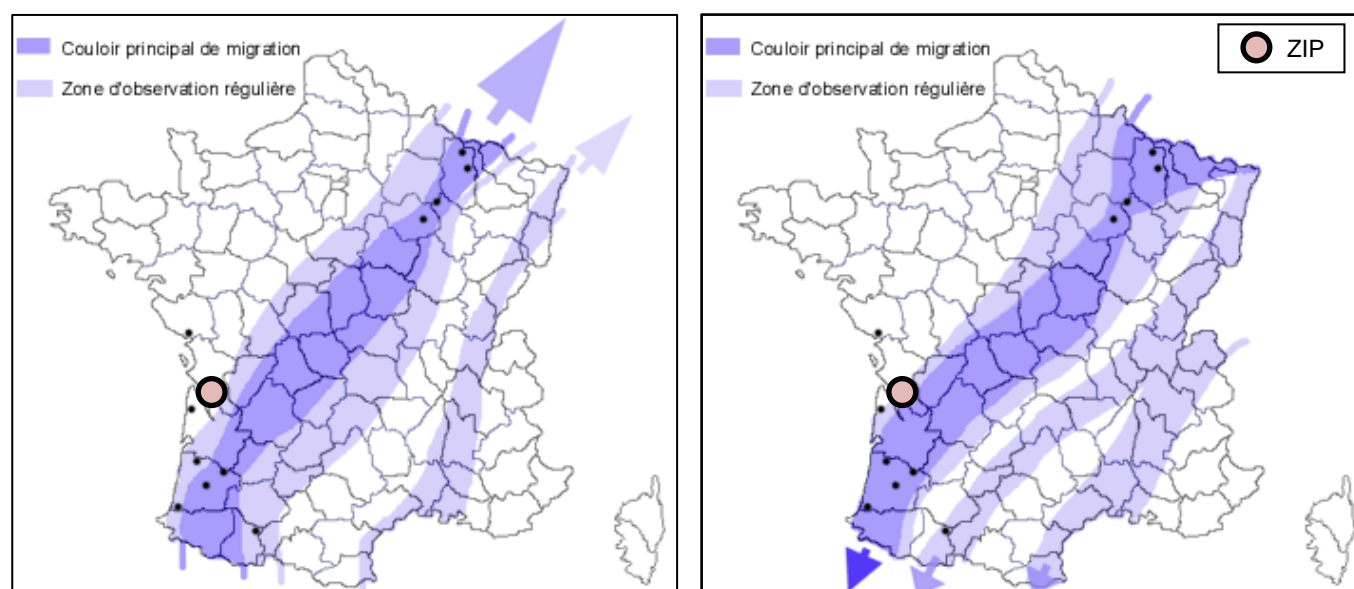 Couloir principal de migration
Zone d'observation régulière
Couloir principal de migration
Zone d'observation régulière
ZIP